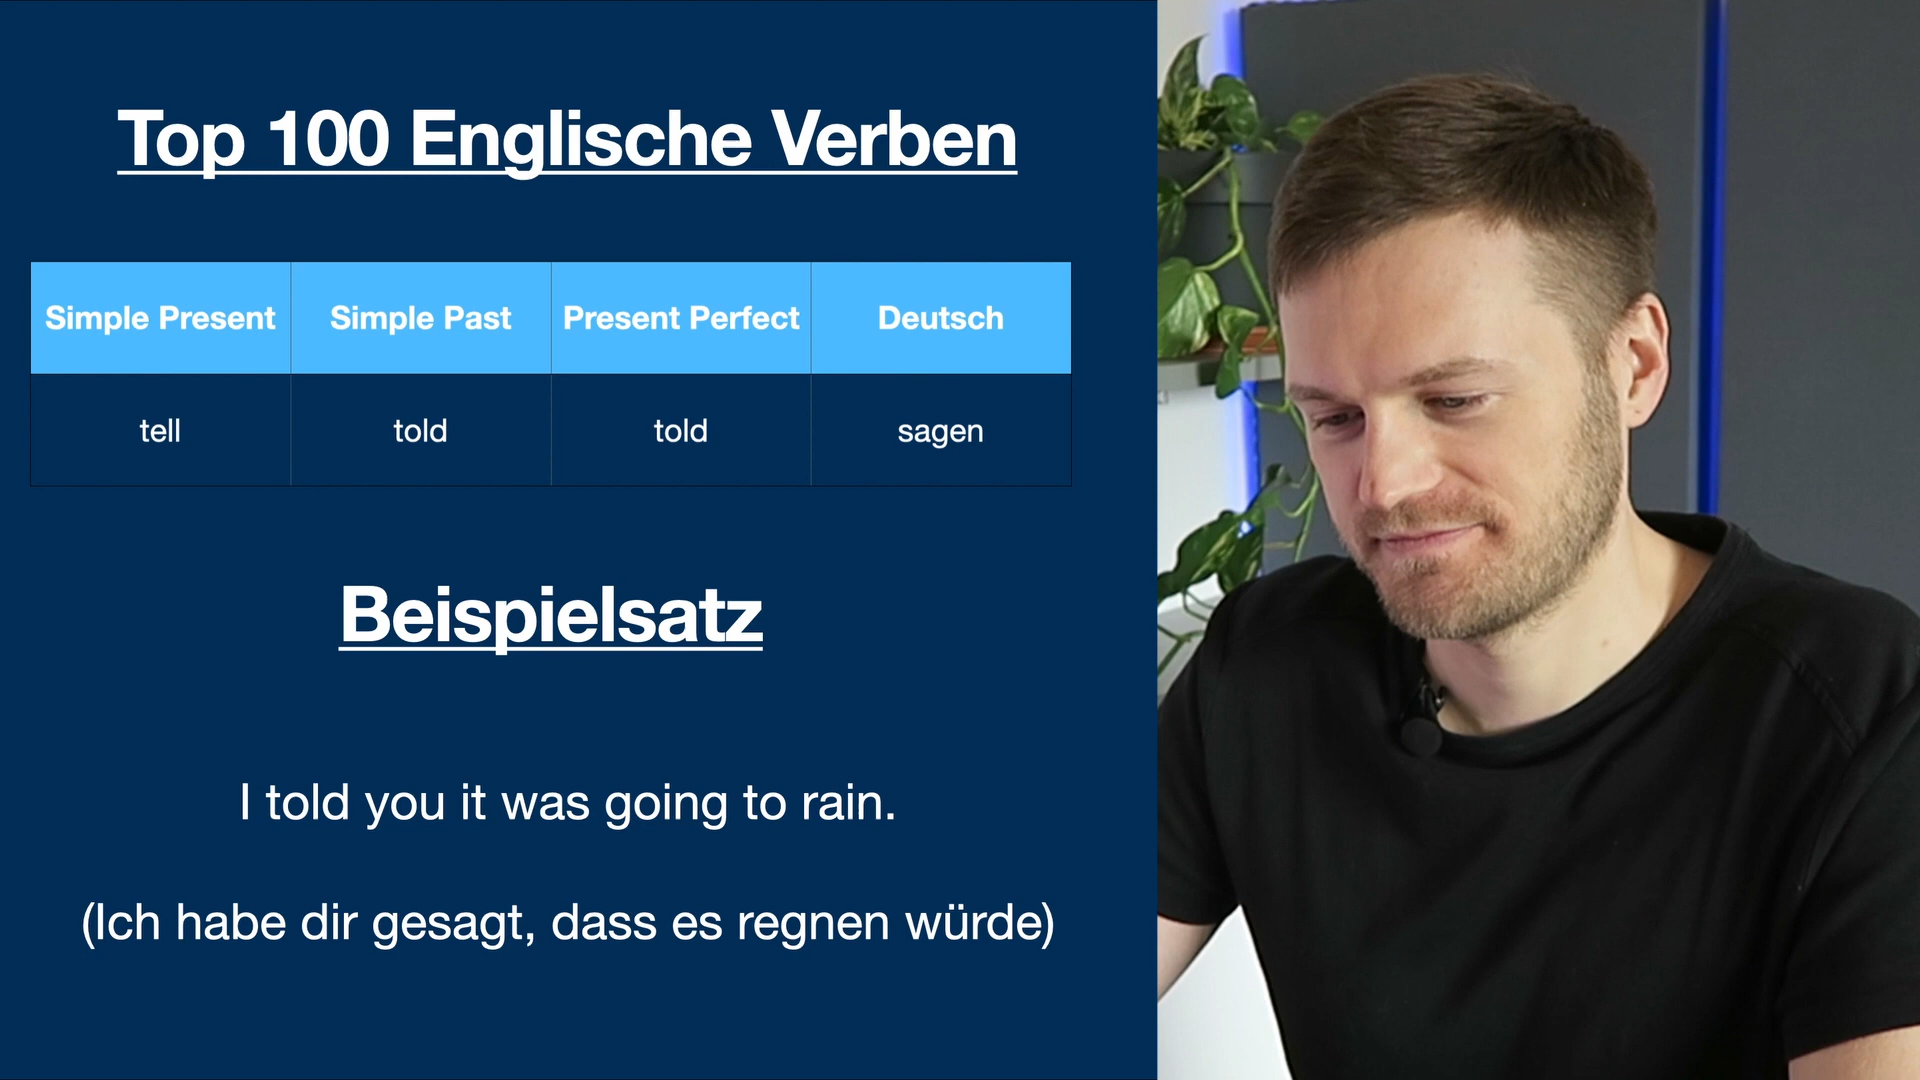 Top 100 Englische Verben
Simple Present Simple Past Present Perfect Deutsch
tell told told sagen
Beispielsatz
I told you it was going to rain.
(Ich habe dir gesagt, dass es regnen würde)